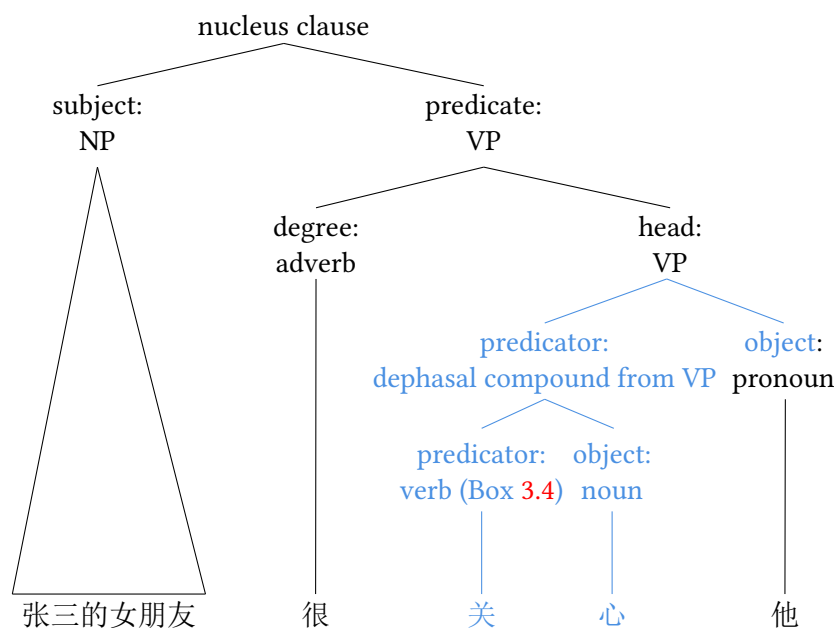 nucleus clause
subject: predicate:
NP VP
degree: head:
adverb VP
predicator: object:
dephasal compound from VP pronoun
predicator: object:
verb (Box 3.4) noun
张三的女朋友 很 关 心 他